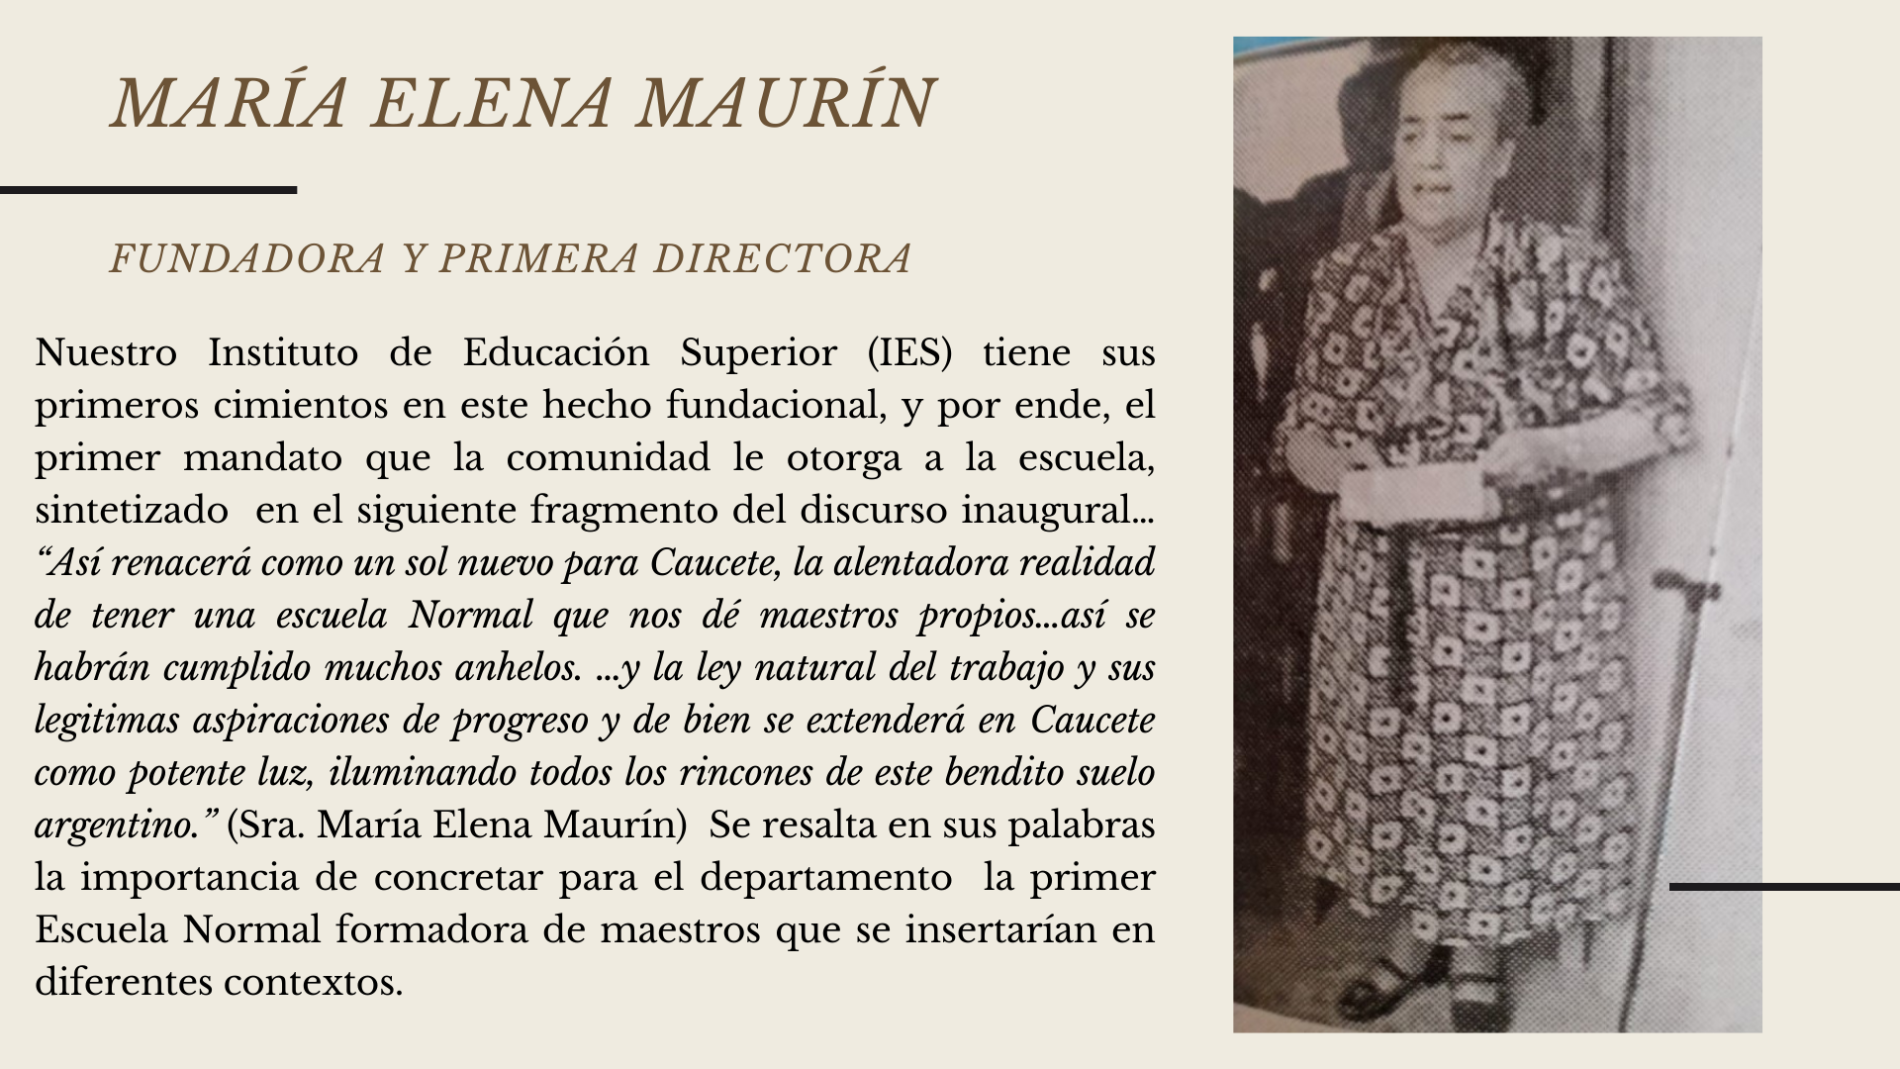 MARÍA ELENA MAURÍN
FUNDADORA Y PRIMERA DIRECTORA
Nuestro Instituto de Educación Superior (IES) tiene sus
primeros cimientos en este hecho fundacional, y por ende, el
primer mandato que la comunidad le otorga a la escuela,
sintetizado en el siguiente fragmento del discurso inaugural...
“Así renacerá como un sol nuevo para Caucete, la alentadora realidad
de tener una escuela Normal que nos dé maestros propios...así se
habrán cumplido muchos anhelos. ...y la ley natural del trabajo y sus
legitimas aspiraciones de progreso y de bien se extenderá en Caucete
como potente luz, iluminando todos los rincones de este bendito suelo
argentino.” (Sra. María Elena Maurín) Se resalta en sus palabras
la importancia de concretar para el departamento la primer
Escuela Normal formadora de maestros que se insertarían en
diferentes contextos.